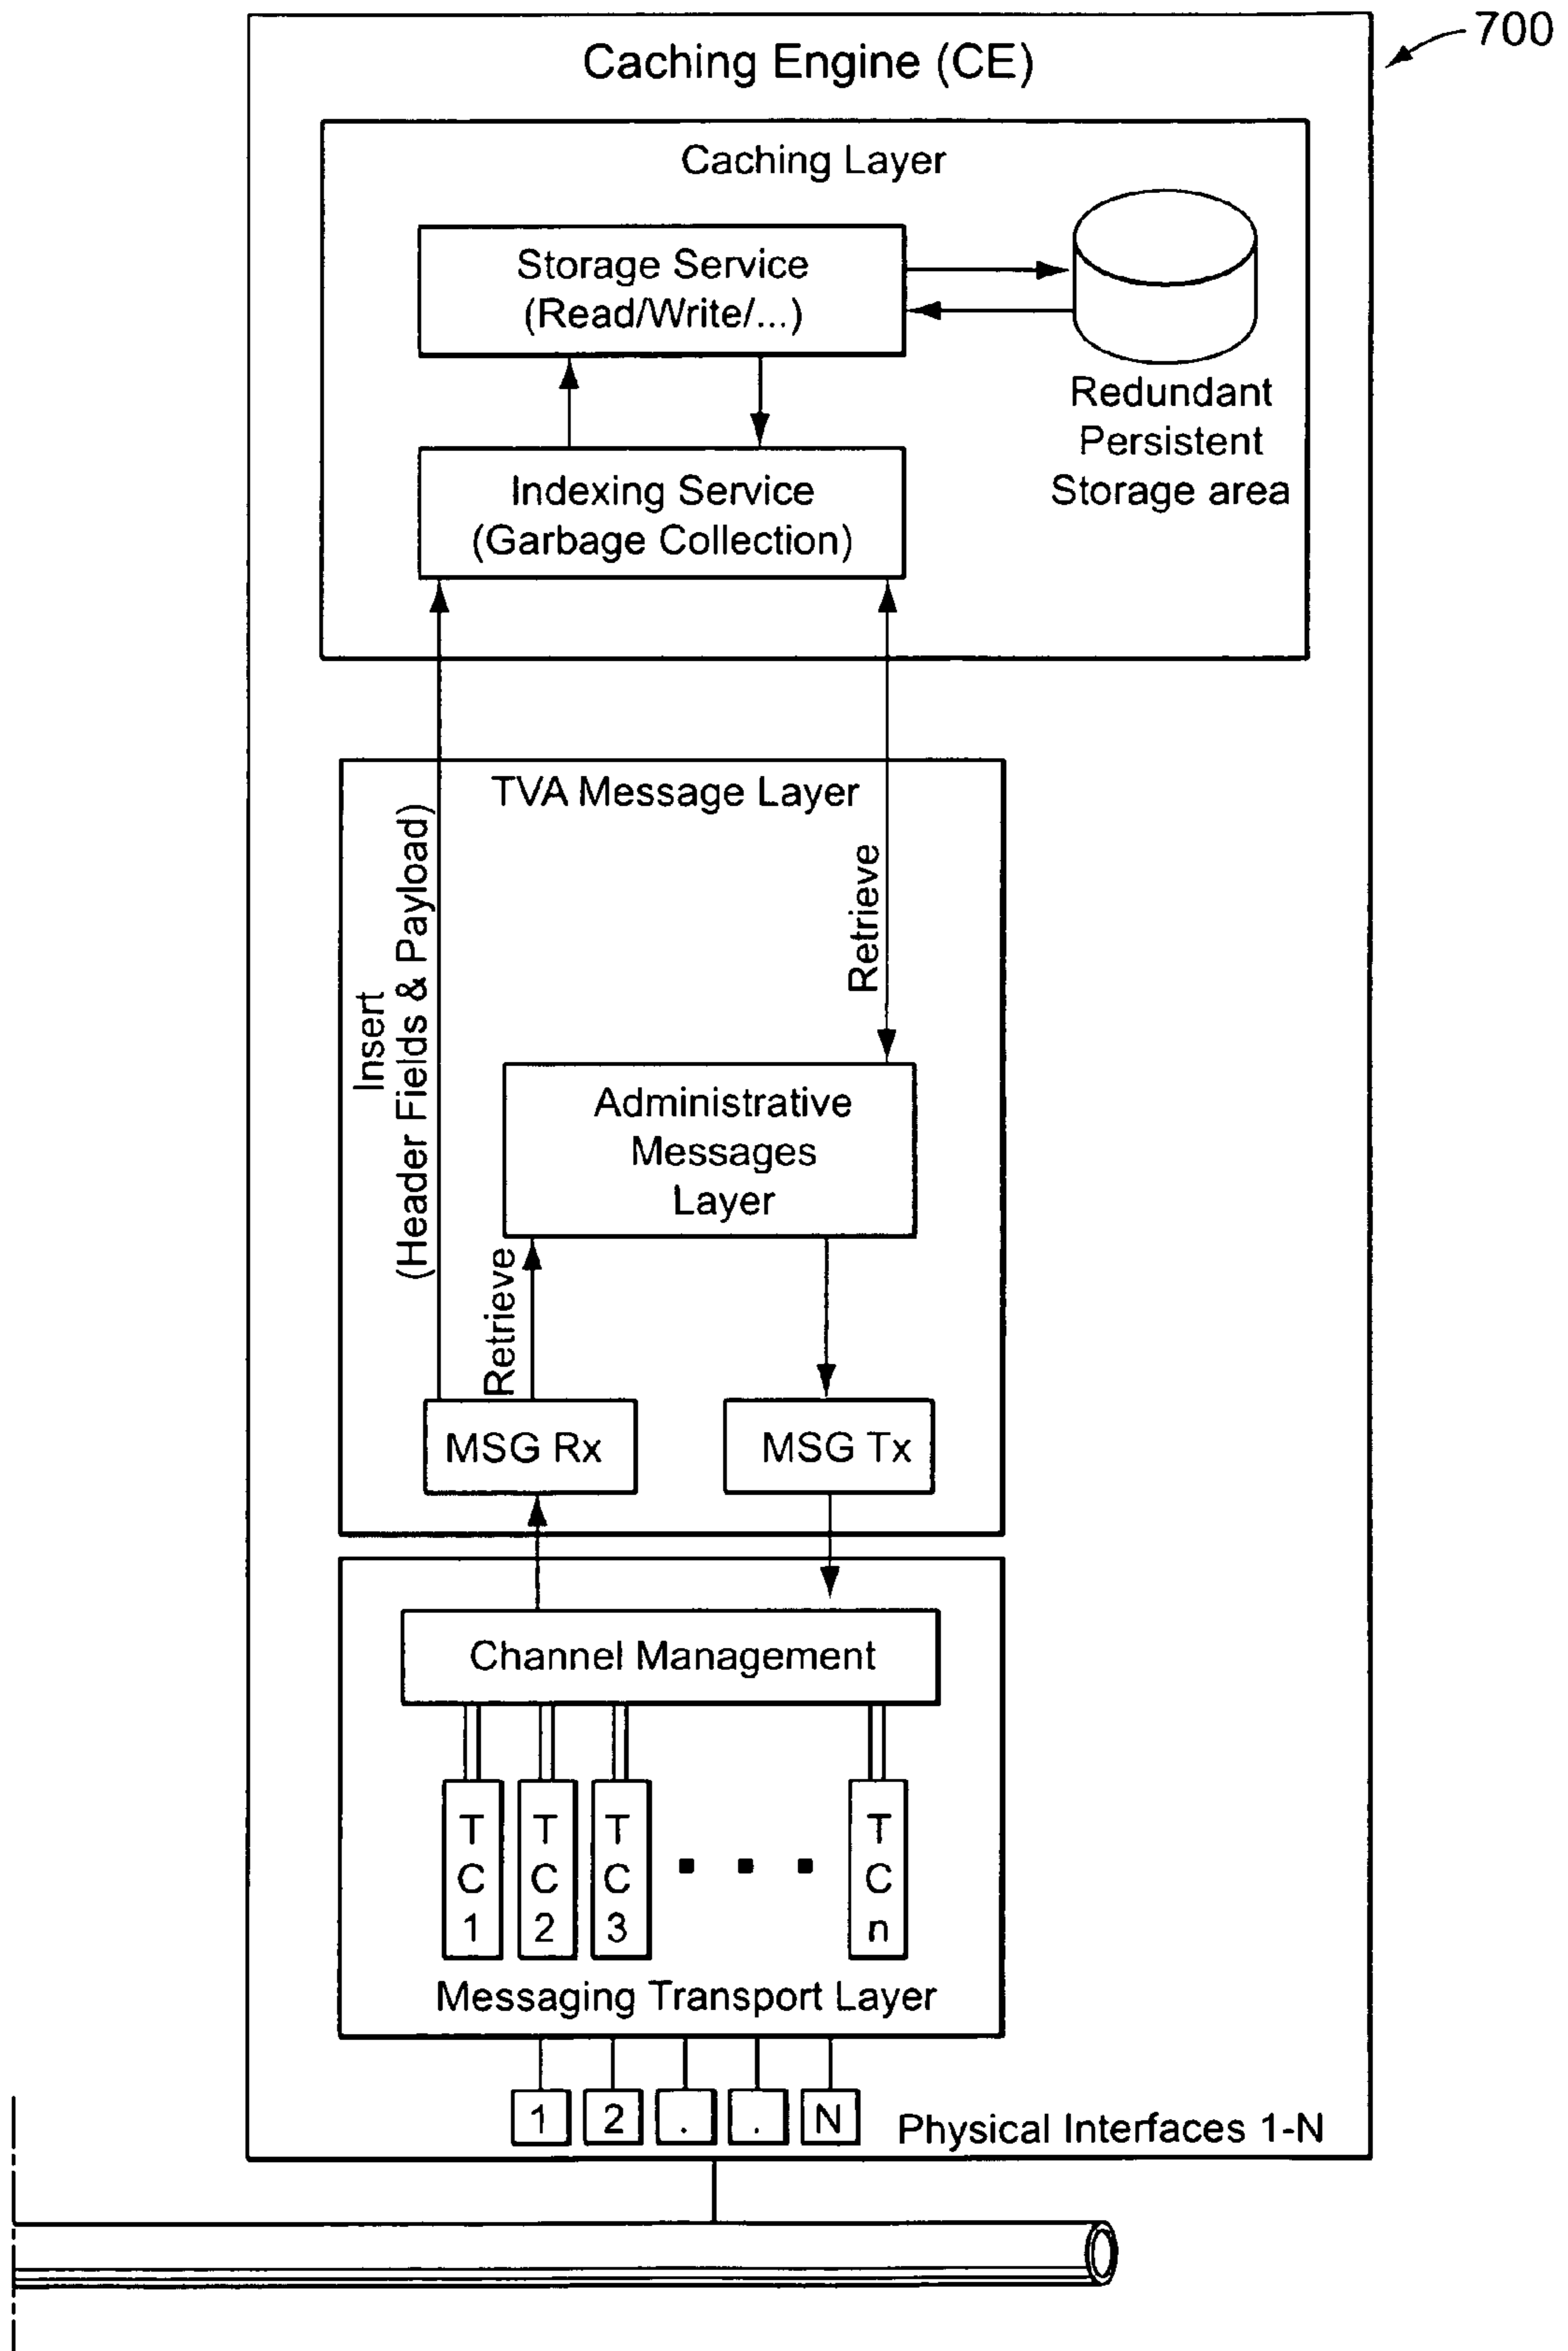 700
Caching Engine (CE)
Caching Layer
Storage Service
(Read/Write/...)
Redundant
Persistent
Storage area
Indexing Service
(Garbage Collection)
TVA Message Layer
Insert
(Header Fields & Payload)
Retrieve
Administrative
Messages
Layer
Retrieve
MSG Rx
MSG Tx
Channel Management
T
C
1
T
C
2
T
C
3
. . .
T
C
n
Messaging Transport Layer
1
2
.
.
N
Physical Interfaces 1-N